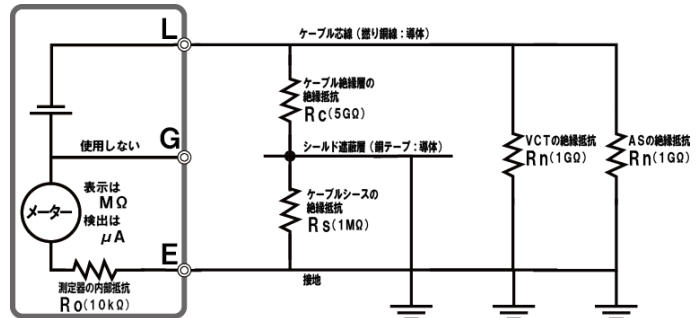 L
ケーブル芯線(撚り銅線:導体)
ケーブル絶縁層の
絶縁抵抗
Rc(5GΩ)
使用しない
G
シールド遮蔽層(銅テープ:導体)
VCTの絶縁抵抗
Rn(1GΩ)
ASの絶縁抵抗
Rn(1GΩ)
メーター
表示は
MΩ
検出は
μA
ケーブルシースの
絶縁抵抗
Rs(1MΩ)
E
接地
測定器の内部抵抗
Ro(10kΩ)